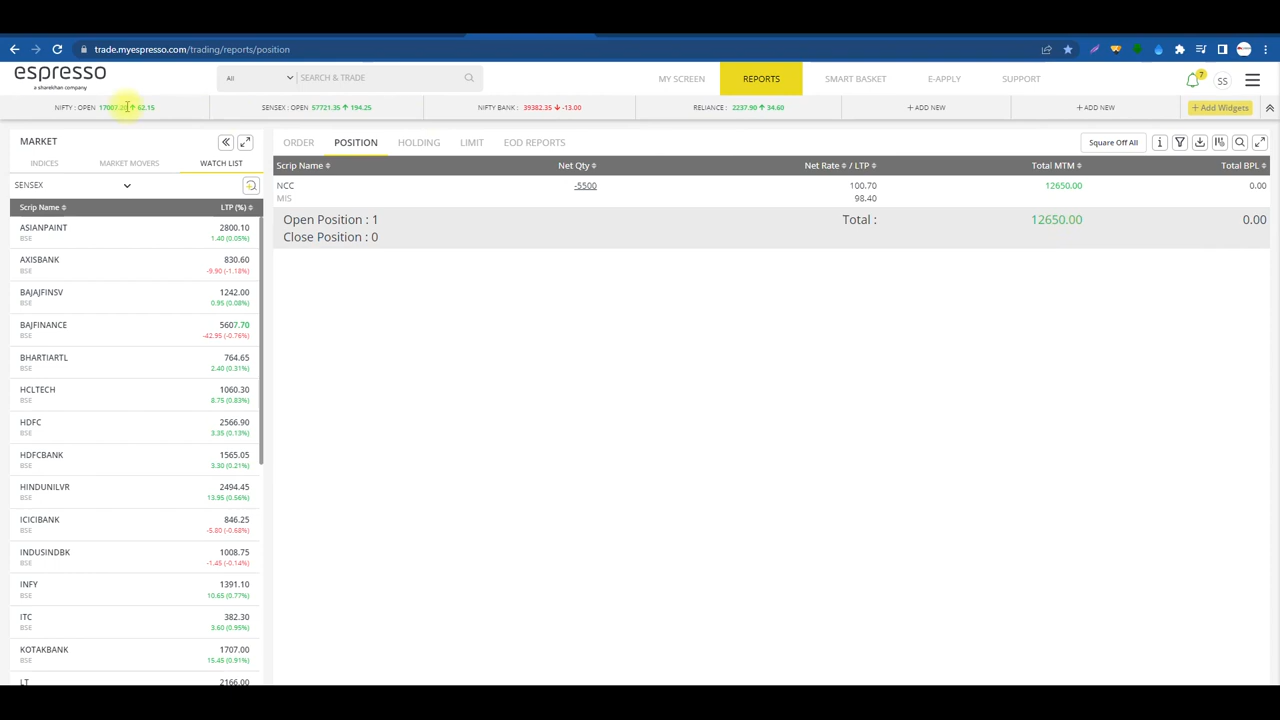 trade.myespresso.com/trading/reports/position
espresso
a sharekhan company
All
SEARCH & TRADE
MY SCREEN
REPORTS
SMART BASKET
E-APPLY
SUPPORT
7
SS
NIFTY : OPEN 17007.20 62.15
SENSEX : OPEN 57721.35 194.25
NIFTY BANK : 39382.35 -13.00
RELIANCE : 2237.90 34.60
+ ADD NEW
+ ADD NEW
+ Add Widgets
MARKET
INDICES
MARKET MOVERS
WATCH LIST
SENSEX
Scrip Name LTP (%)
ASIANPAINT 2800.10
BSE 1.40 (0.05%)
AXISBANK 830.60
BSE -9.90 (-1.18%)
BAJAJFINSV 1242.00
BSE 0.95 (0.08%)
BAJFINANCE 5607.70
BSE -42.95 (-0.76%)
BHARTIARTL 764.65
BSE 2.40 (0.31%)
HCLTECH 1060.30
BSE 8.75 (0.83%)
HDFC 2566.90
BSE 3.35 (0.13%)
HDFCBANK 1565.05
BSE 3.30 (0.21%)
HINDUNILVR 2494.45
BSE 13.95 (0.56%)
ICICIBANK 846.25
BSE -5.80 (-0.68%)
INDUSINDBK 1008.75
BSE -1.45 (-0.14%)
INFY 1391.10
BSE 10.65 (0.77%)
ITC 382.30
BSE 3.60 (0.95%)
KOTAKBANK 1707.00
BSE 15.45 (0.91%)
LT 2166.00
ORDER
POSITION
HOLDING
LIMIT
EOD REPORTS
Square Off All
Scrip Name Net Qty Net Rate / LTP Total MTM Total BPL
NCC -5500 100.70 12650.00 0.00
MIS 98.40
Open Position : 1 Total : 12650.00 0.00
Close Position : 0